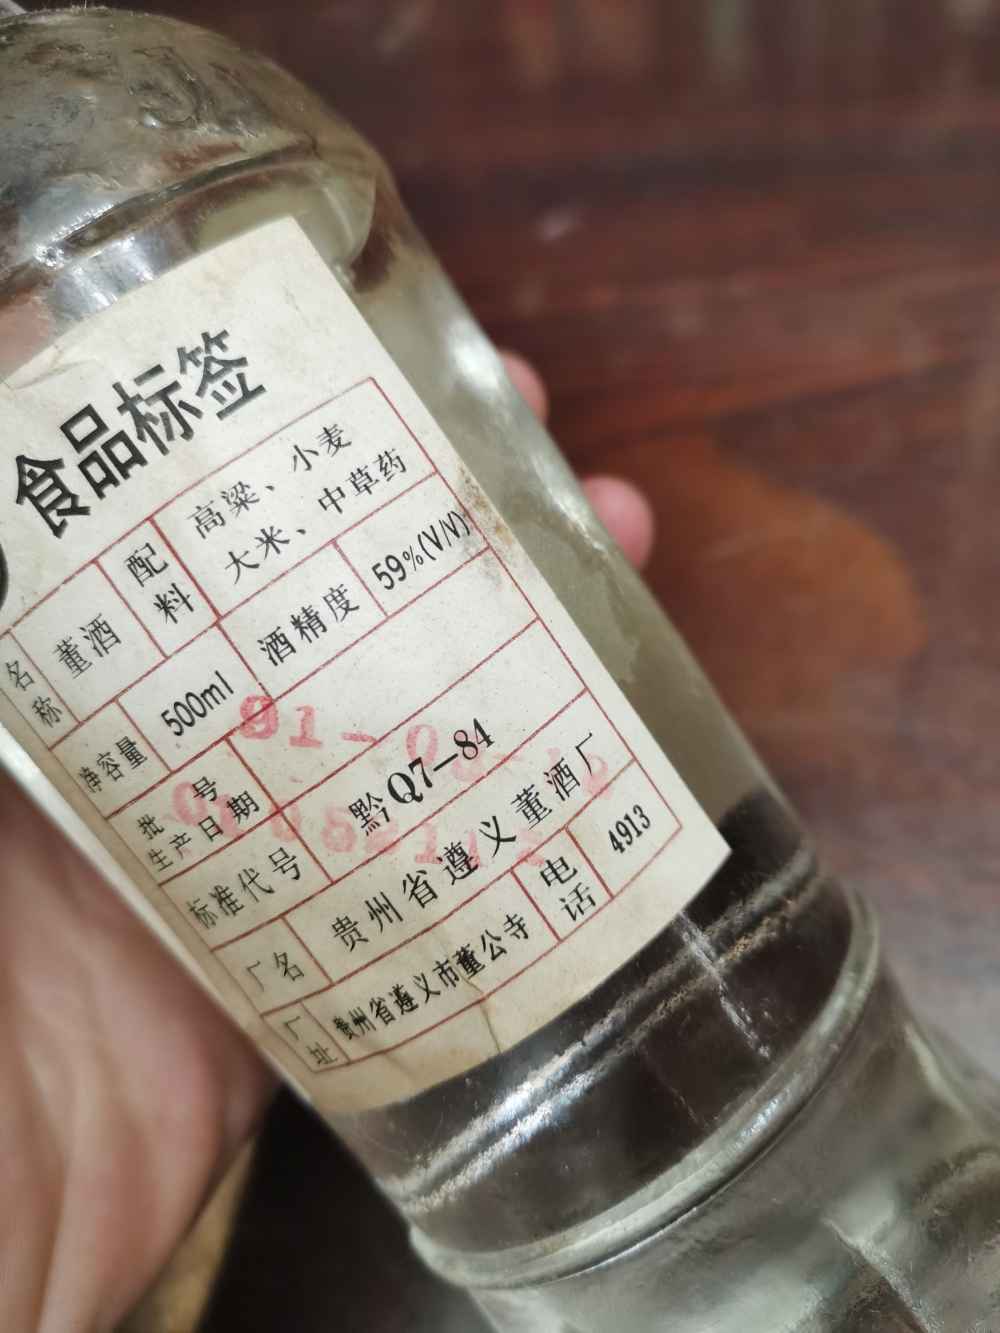 食品标签
名称 董酒 配料 高粱、小麦
大米、中草药
净容量 500ml 酒精度 59%(V/V)
批号
生产日期
标准代号 黔Q7-84
厂名 贵州省遵义董酒厂
厂址 贵州省遵义市董公寺 电话 4913